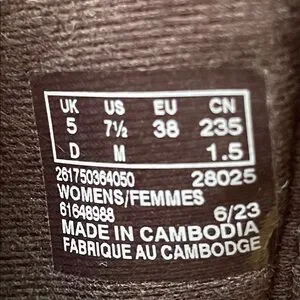 UK US EU CN
5 7½ 38 235
D M 1.5
261750364050 28025
WOMENS/FEMMES
61648988 6/23
MADE IN CAMBODIA
FABRIQUE AU CAMBODGE